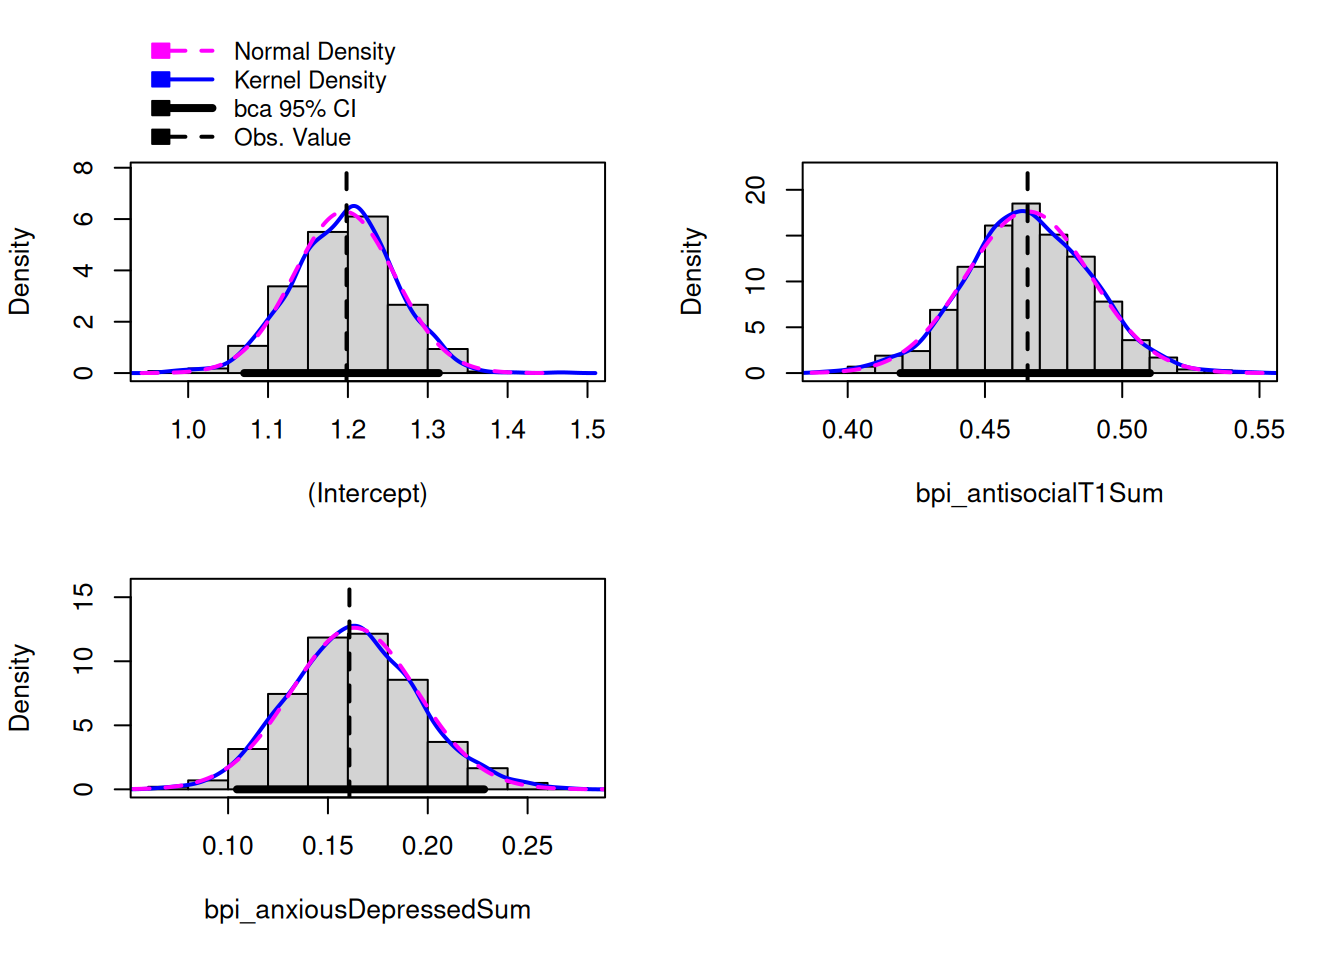 Normal Density
Kernel Density
bca 95% CI
Obs. Value
Density
8
6
4
2
0
1.0 1.1 1.2 1.3 1.4 1.5
(Intercept)
Density
20
10
5
0
0.40 0.45 0.50 0.55
bpi_antisocialT1Sum
Density
15
10
5
0
0.10 0.15 0.20 0.25
bpi_anxiousDepressedSum